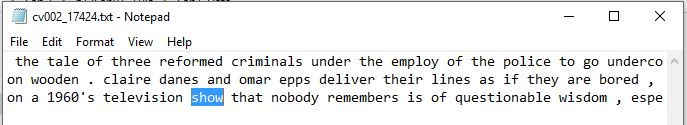 cv002_17424.txt - Notepad
File Edit Format View Help
the tale of three reformed criminals under the employ of the police to go underco
on wooden . claire danes and omar epps deliver their lines as if they are bored ,
on a 1960's television show that nobody remembers is of questionable wisdom , espe